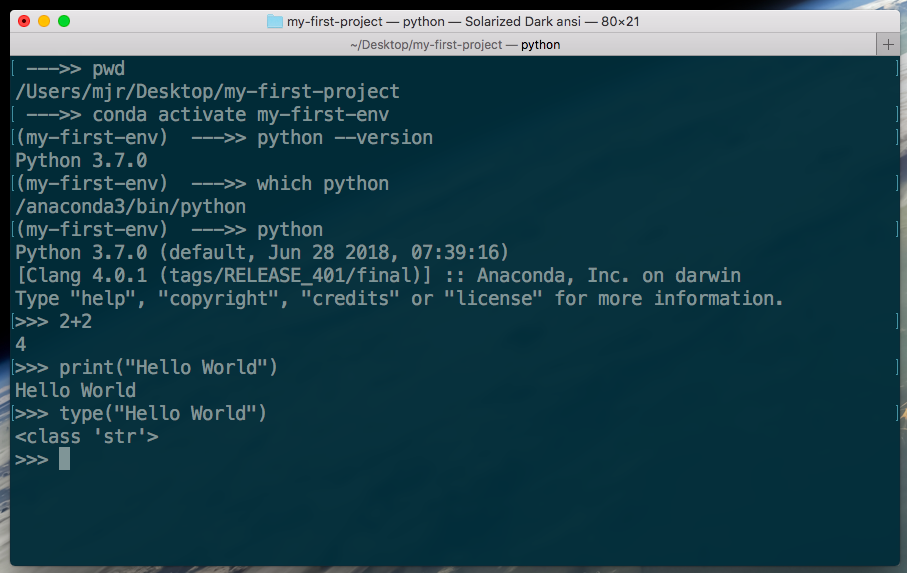 my-first-project — python — Solarized Dark ansi — 80×21
~/Desktop/my-first-project — python
[ --->> pwd ]
/Users/mjr/Desktop/my-first-project
[ --->> conda activate my-first-env ]
[(my-first-env)  --->> python --version ]
Python 3.7.0
[(my-first-env)  --->> which python ]
/anaconda3/bin/python
[(my-first-env)  --->> python ]
Python 3.7.0 (default, Jun 28 2018, 07:39:16)
[Clang 4.0.1 (tags/RELEASE_401/final)] :: Anaconda, Inc. on darwin
Type "help", "copyright", "credits" or "license" for more information.
[>>> 2+2 ]
4
[>>> print("Hello World") ]
Hello World
[>>> type("Hello World") ]
<class 'str'>
>>>